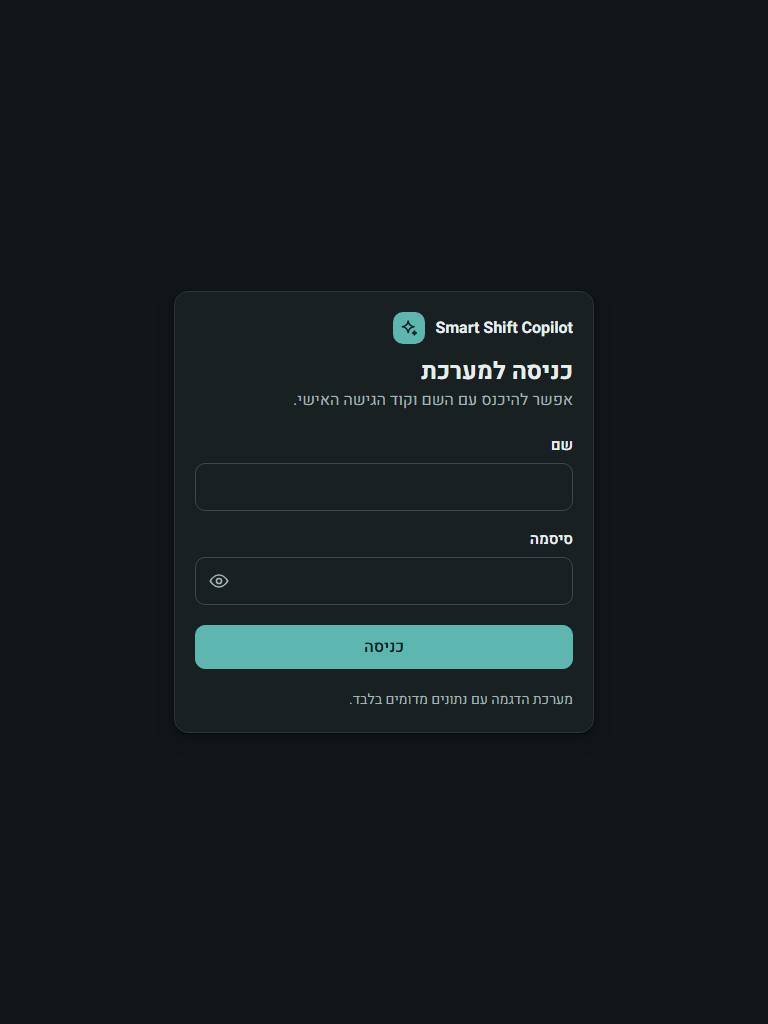 Smart Shift Copilot
כניסה למערכת
אפשר להיכנס עם השם וקוד הגישה האישי.
שם
סיסמה
כניסה
מערכת הדגמה עם נתונים מדומים בלבד.